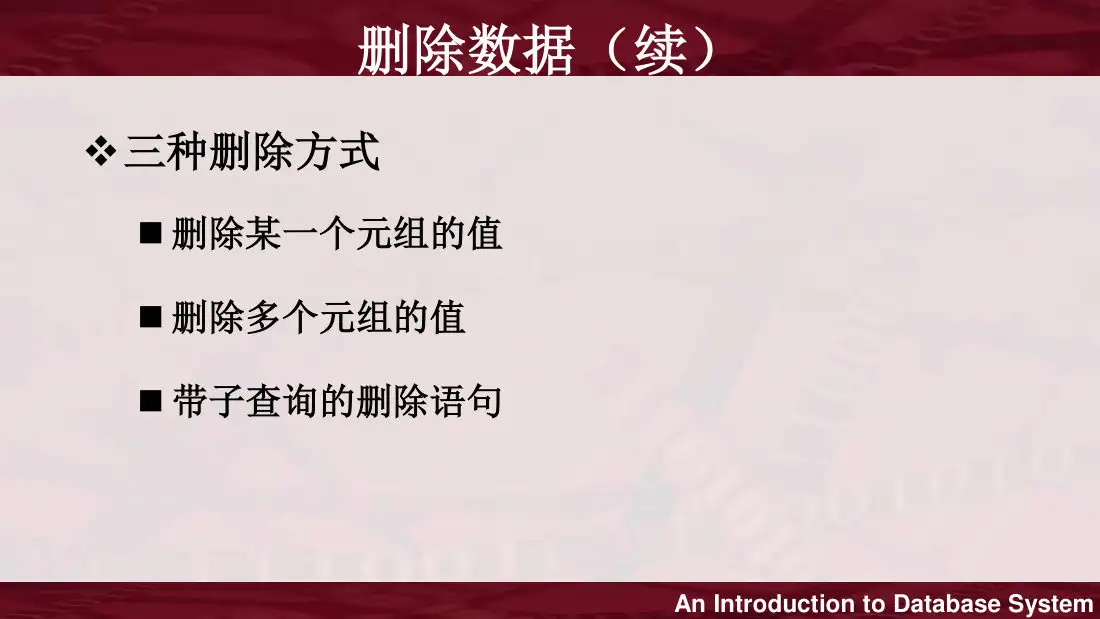 删除数据（续）
❖三种删除方式
■ 删除某一个元组的值
■ 删除多个元组的值
■ 带子查询的删除语句
An Introduction to Database System